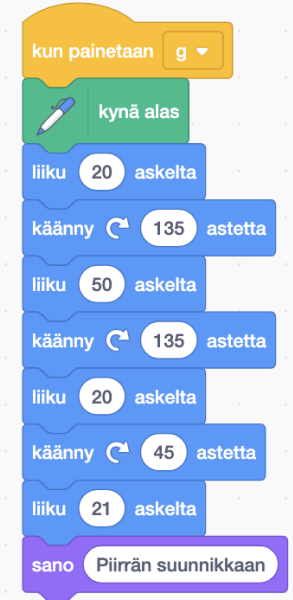 kun painetaan g
kynä alas
liiku 20 askelta
käänny 135 astetta
liiku 50 askelta
käänny 135 astetta
liiku 20 askelta
käänny 45 astetta
liiku 21 askelta
sano Piirrän suunnikkaan